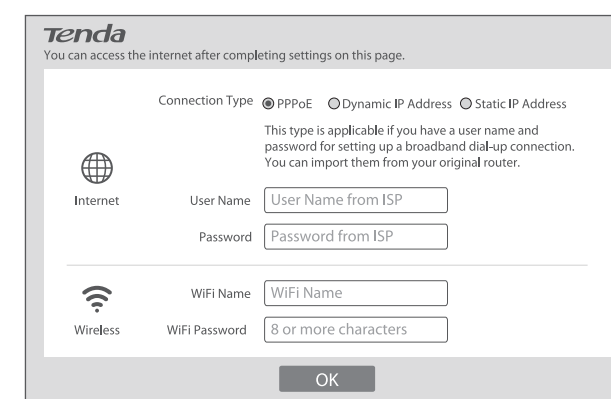 Tenda
You can access the internet after completing settings on this page.
Connection Type PPPoE Dynamic IP Address Static IP Address
This type is applicable if you have a user name and
password for setting up a broadband dial-up connection.
You can import them from your original router.
Internet
User Name User Name from ISP
Password Password from ISP
WiFi Name WiFi Name
Wireless
WiFi Password 8 or more characters
OK